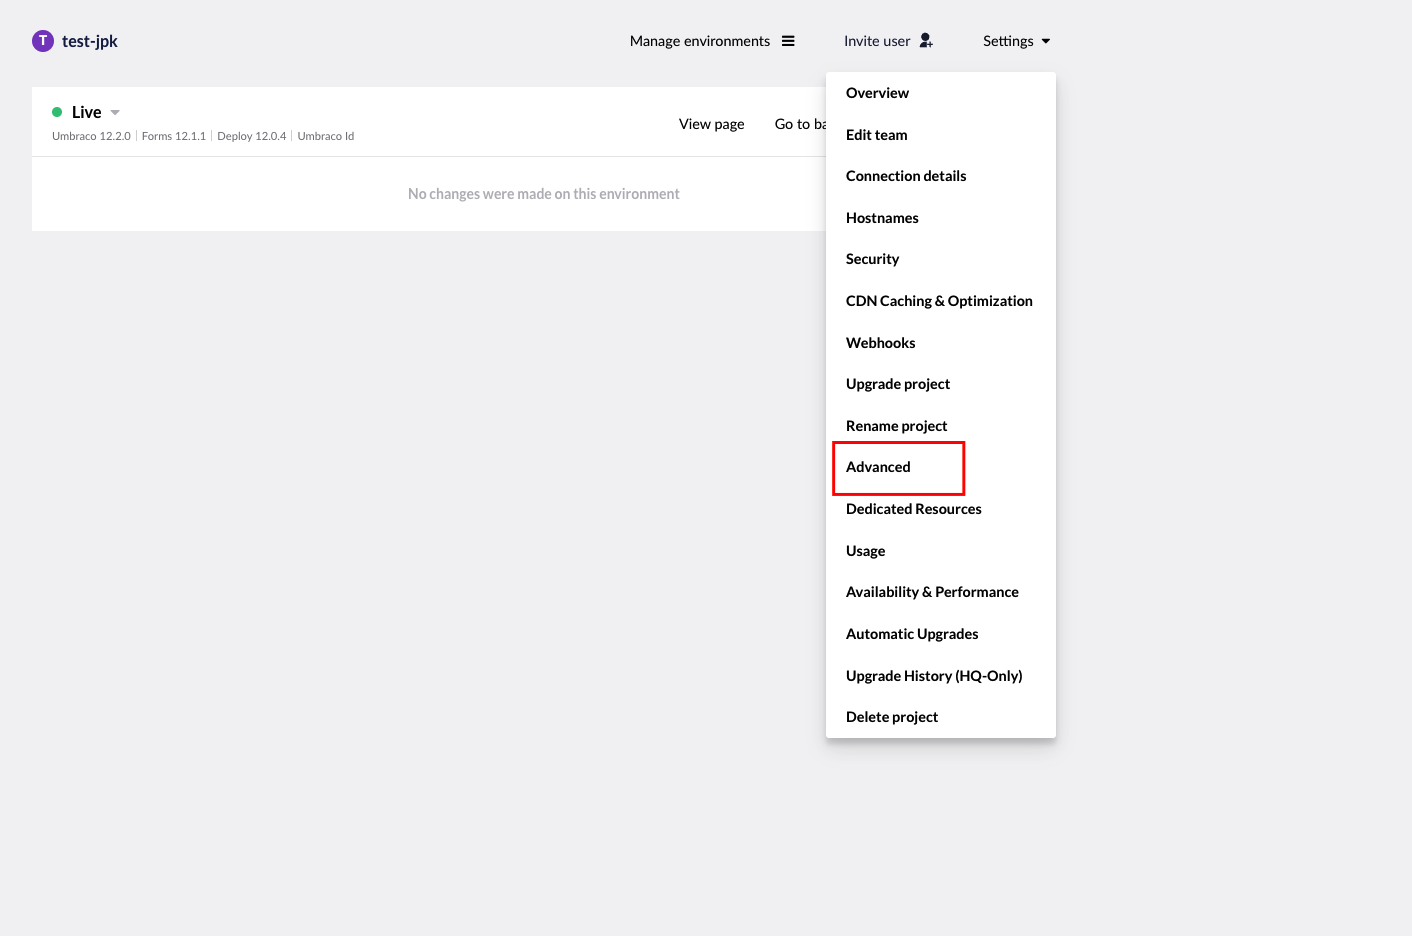 T test-jpk
Manage environments
Invite user
Settings
Live
Umbraco 12.2.0 | Forms 12.1.1 | Deploy 12.0.4 | Umbraco Id
View page
Go to ba
No changes were made on this environment
Overview
Edit team
Connection details
Hostnames
Security
CDN Caching & Optimization
Webhooks
Upgrade project
Rename project
Advanced
Dedicated Resources
Usage
Availability & Performance
Automatic Upgrades
Upgrade History (HQ-Only)
Delete project